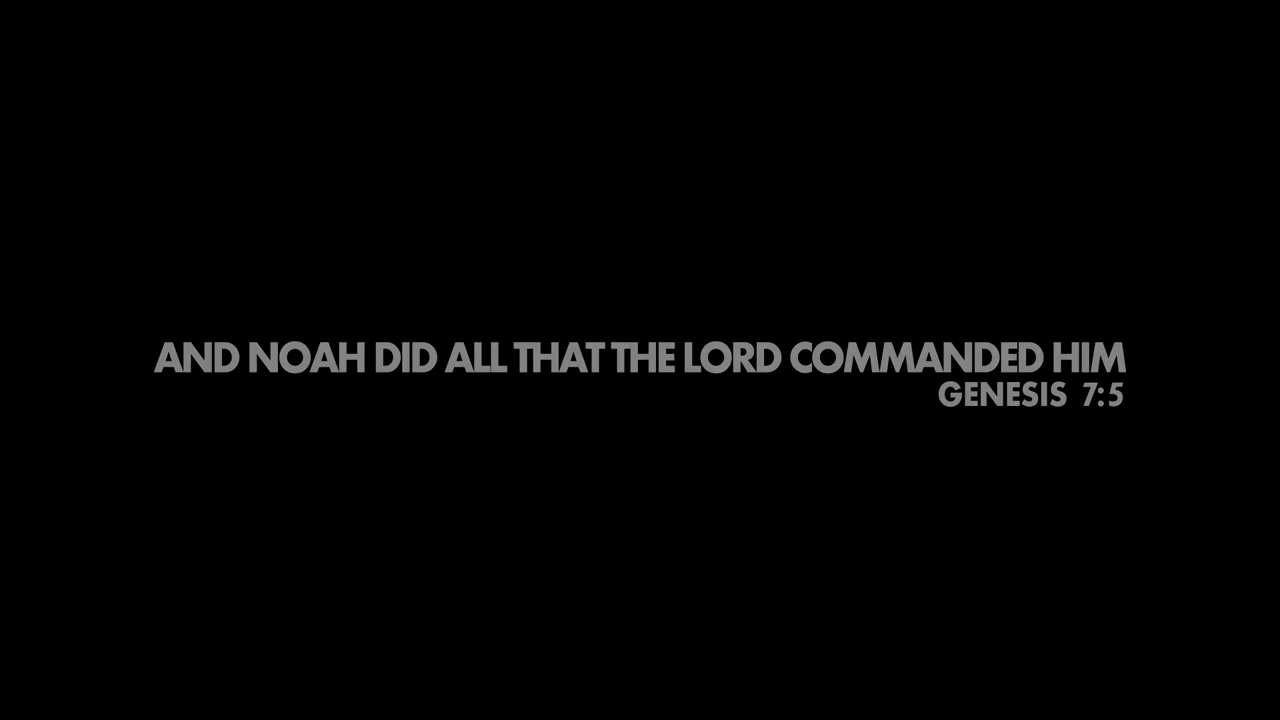 AND NOAH DID ALL THAT THE LORD COMMANDED HIM
GENESIS 7:5